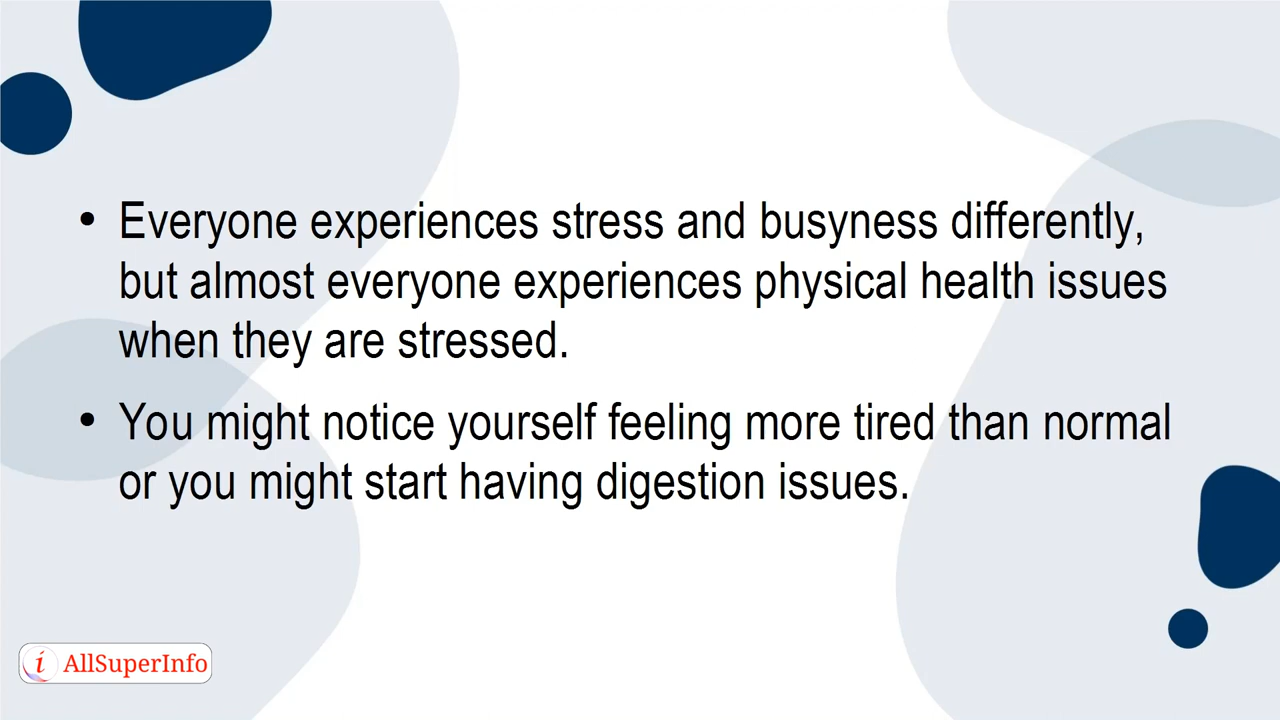 • Everyone experiences stress and busyness differently,
but almost everyone experiences physical health issues
when they are stressed.
• You might notice yourself feeling more tired than normal
or you might start having digestion issues.
i AllSuperInfo